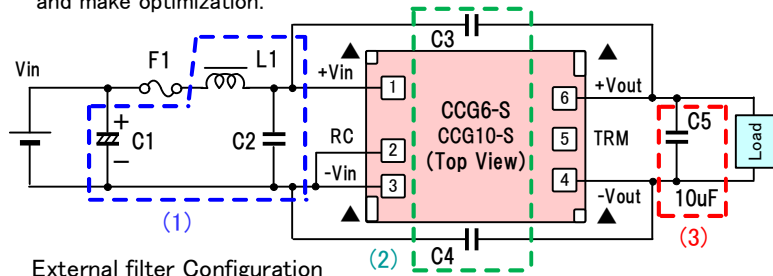 and make optimization.
C3
F1
L1
Vin
+Vin
+Vout
1
6
CCG6-S
CCG10-S
(Top View)
+
C1
−
C2
RC
2
5
TRM
C5
Load
-Vin
3
4
-Vout
10uF
(1)
(2)
C4
(3)
External filter Configuration